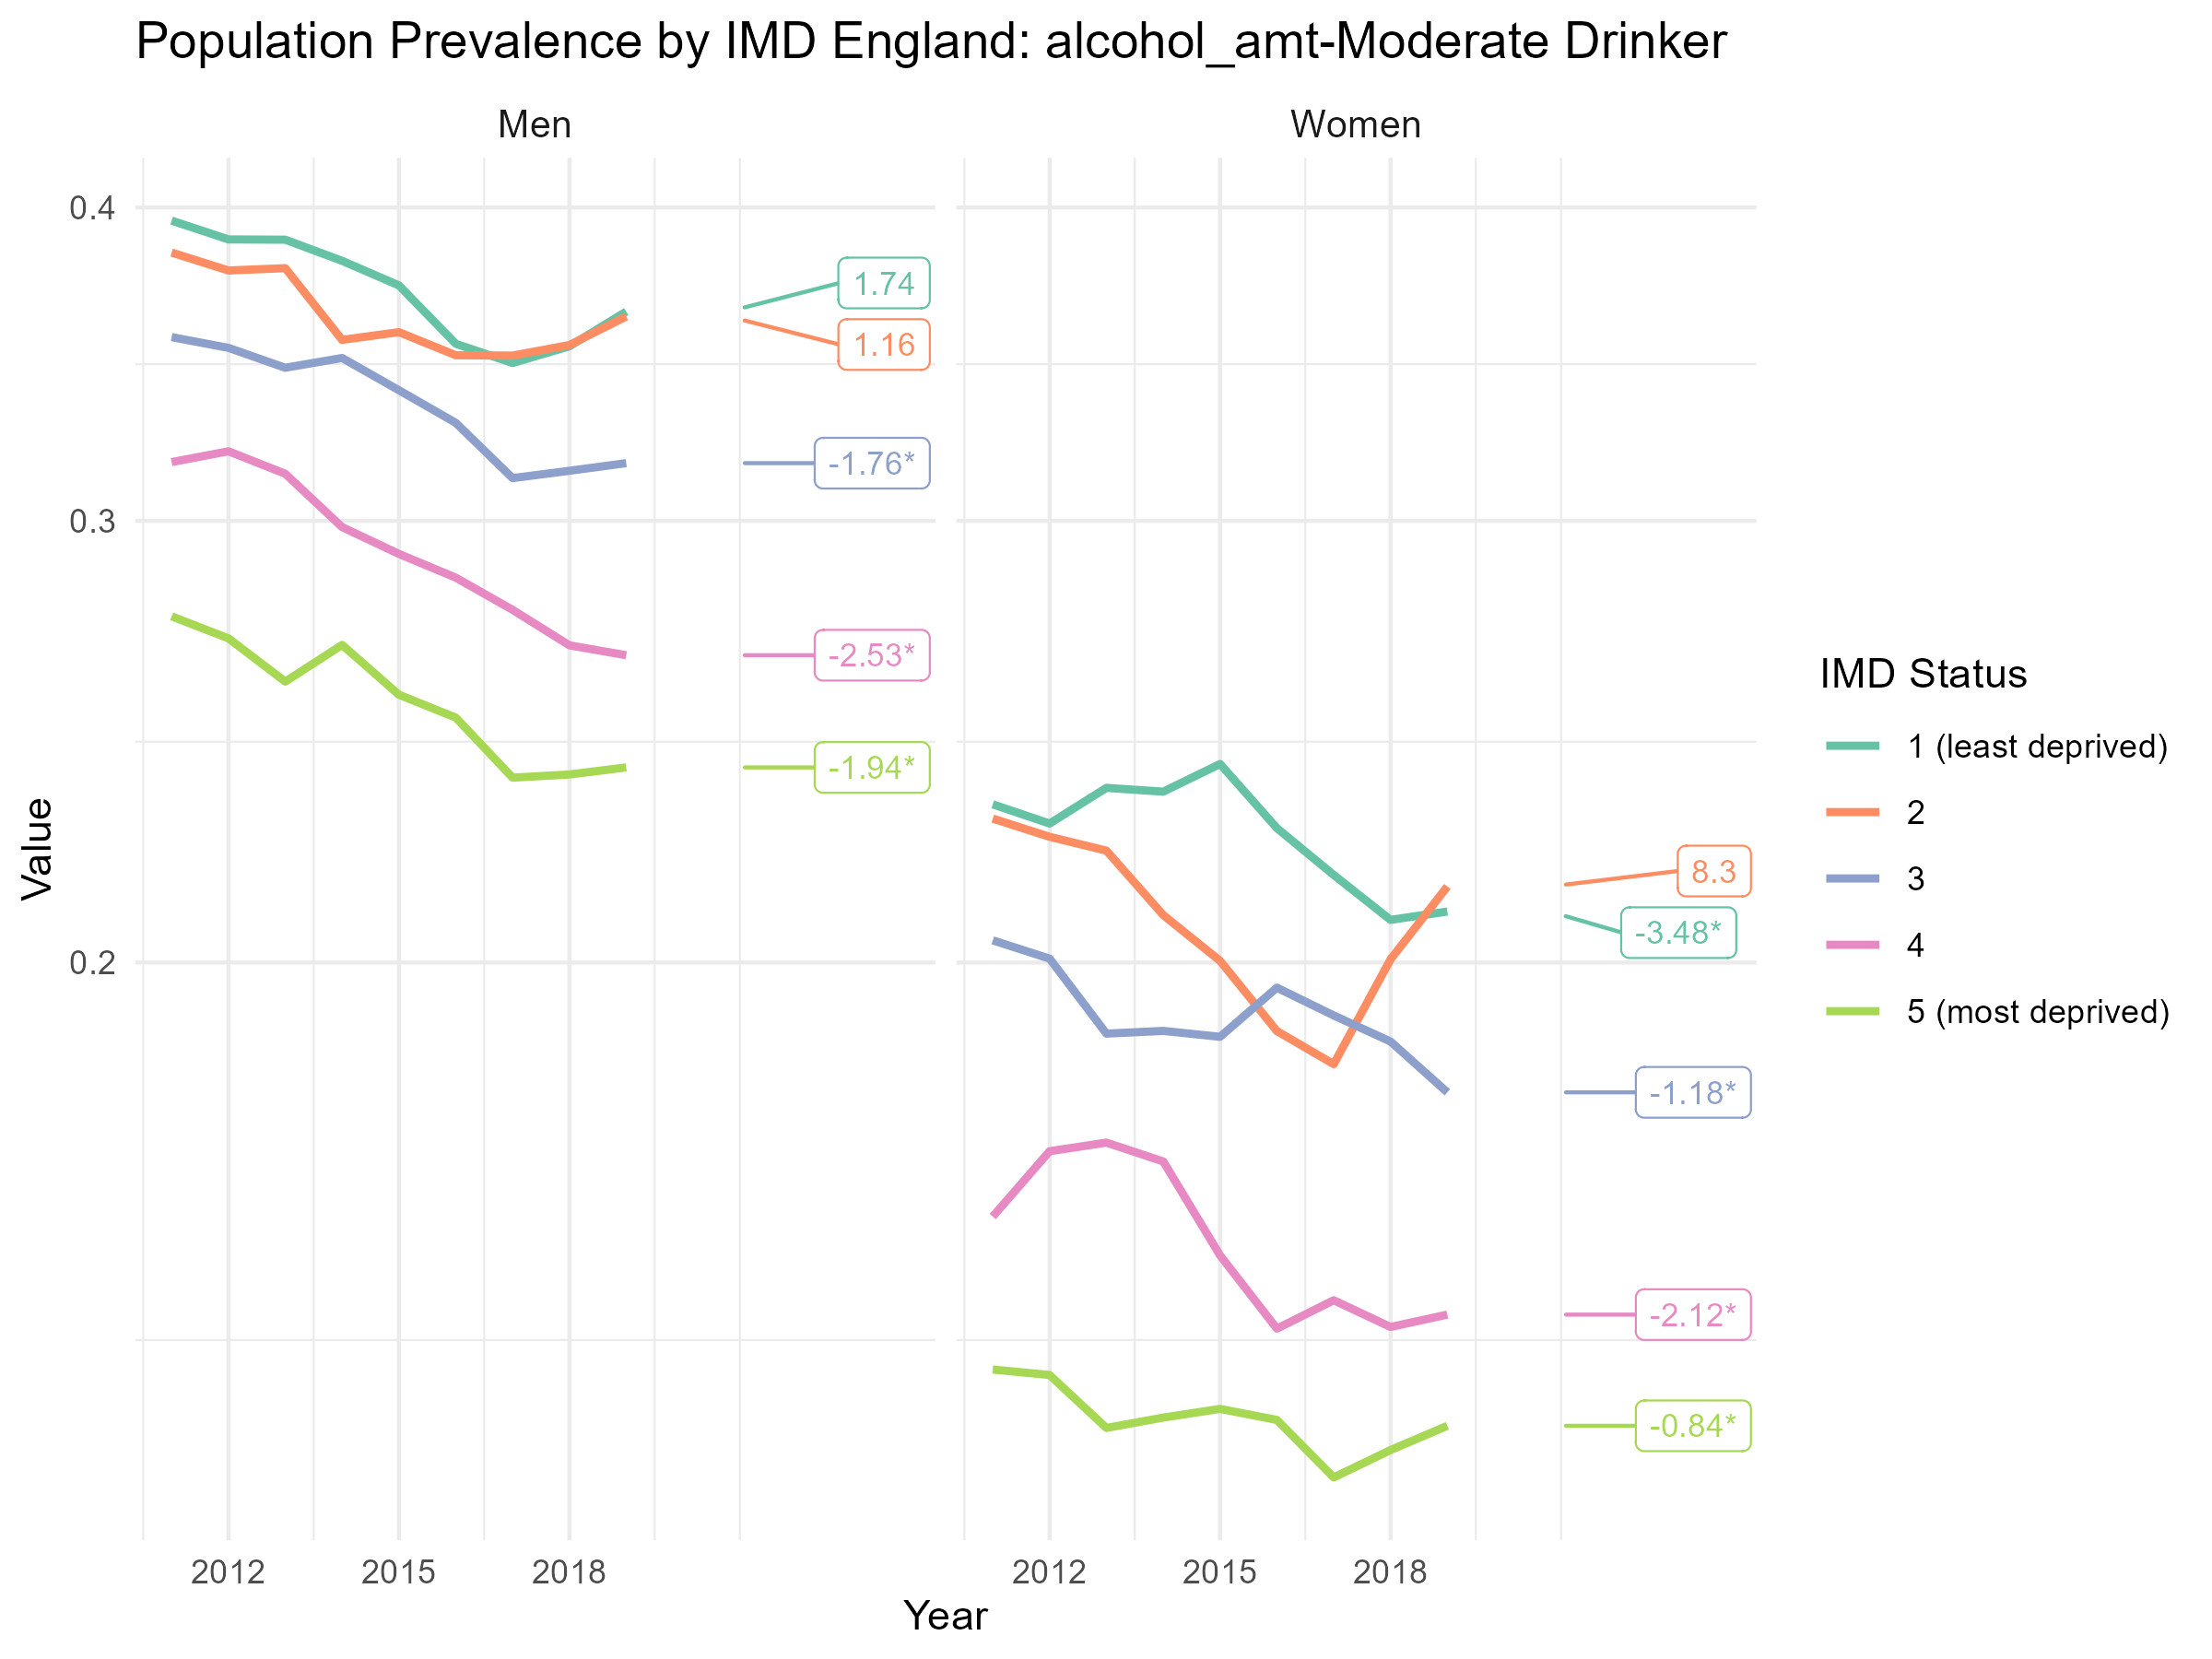 Population Prevalence by IMD England: alcohol_amt-Moderate Drinker
Men
Women
0.4
0.3
0.2
Value
1.74
1.16
-1.76*
-2.53*
-1.94*
8.3
-3.48*
-1.18*
-2.12*
-0.84*
2012
2015
2018
2012
2015
2018
Year
IMD Status
1 (least deprived)
2
3
4
5 (most deprived)